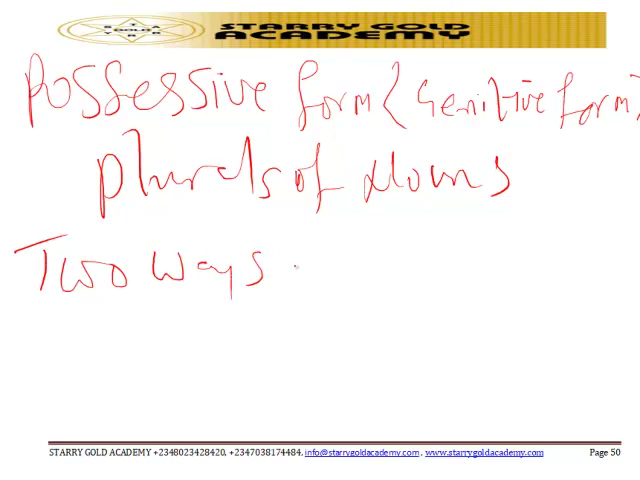 STARRY GOLD
ACADEMY
Possessive form (Genitive form)
Plurals of Nouns
Two ways.
STARRY GOLD ACADEMY +2348023428420, +2347038174484, info@starrygoldacademy.com , www.starrygoldacademy.com Page 50